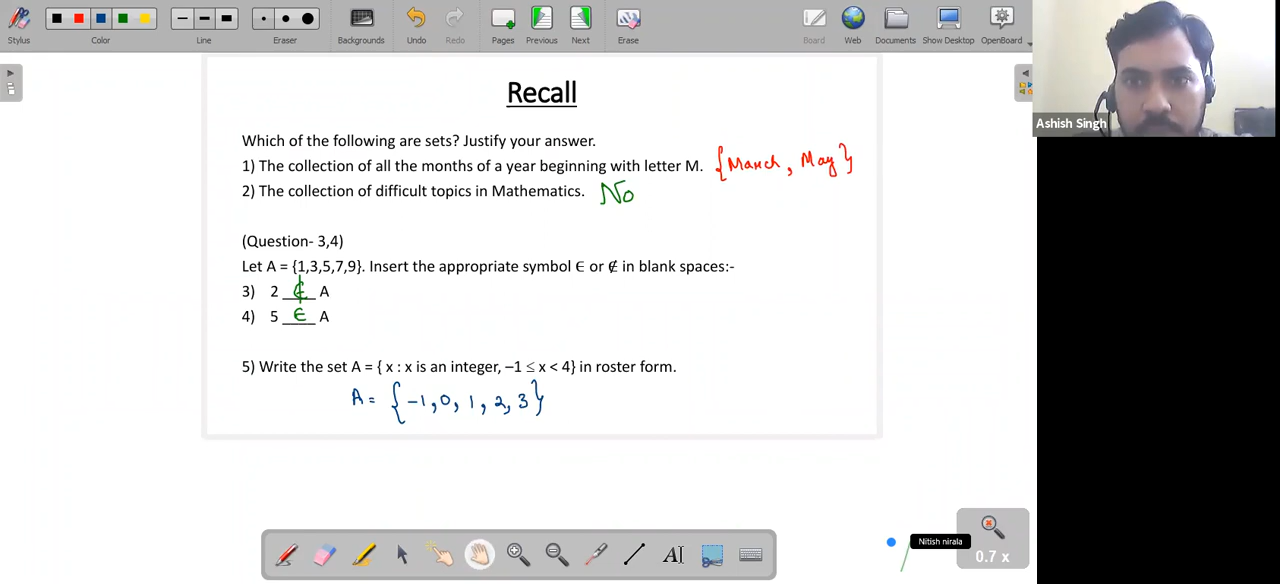 Stylus Color Line Eraser Backgrounds Undo Redo Pages Previous Next Erase Board Web Documents Show Desktop OpenBoard
Ashish Singh
Recall
Which of the following are sets? Justify your answer.
1) The collection of all the months of a year beginning with letter M. {March, May}
2) The collection of difficult topics in Mathematics. No
(Question- 3,4)
Let A = {1,3,5,7,9}. Insert the appropriate symbol ∈ or ∉ in blank spaces:-
3) 2 ∉ A
4) 5 ∈ A
5) Write the set A = { x : x is an integer, –1 ≤ x < 4} in roster form.
A = {-1, 0, 1, 2, 3}
Nitish nirala
0.7 x